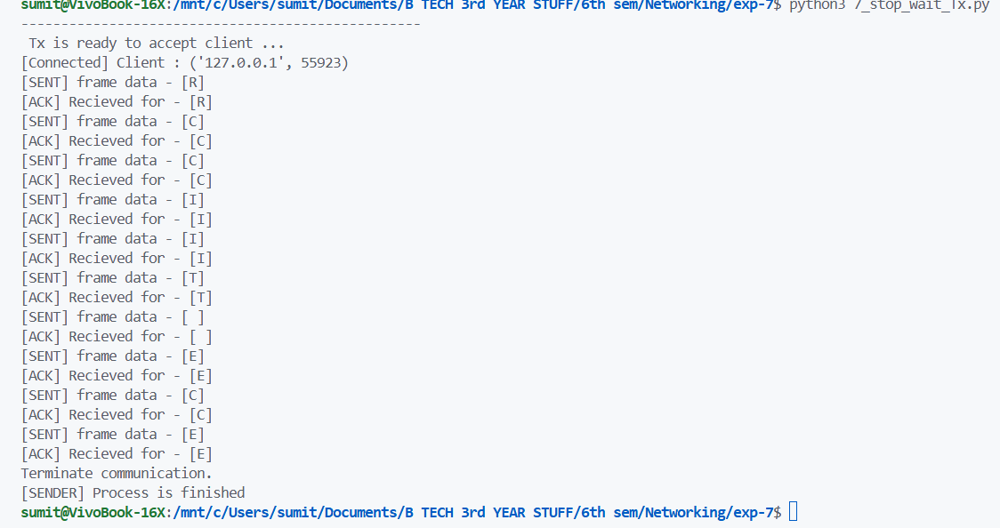 sumit@VivoBook-16X:/mnt/c/Users/sumit/Documents/B TECH 3rd YEAR STUFF/6th sem/Networking/exp-7$ python3 7_stop_wait_Tx.py
--------------------------------------------------
 Tx is ready to accept client ...
[Connected] Client : ('127.0.0.1', 55923)
[SENT] frame data - [R]
[ACK] Recieved for - [R]
[SENT] frame data - [C]
[ACK] Recieved for - [C]
[SENT] frame data - [C]
[ACK] Recieved for - [C]
[SENT] frame data - [I]
[ACK] Recieved for - [I]
[SENT] frame data - [I]
[ACK] Recieved for - [I]
[SENT] frame data - [T]
[ACK] Recieved for - [T]
[SENT] frame data - [ ]
[ACK] Recieved for - [ ]
[SENT] frame data - [E]
[ACK] Recieved for - [E]
[SENT] frame data - [C]
[ACK] Recieved for - [C]
[SENT] frame data - [E]
[ACK] Recieved for - [E]
Terminate communication.
[SENDER] Process is finished
sumit@VivoBook-16X:/mnt/c/Users/sumit/Documents/B TECH 3rd YEAR STUFF/6th sem/Networking/exp-7$